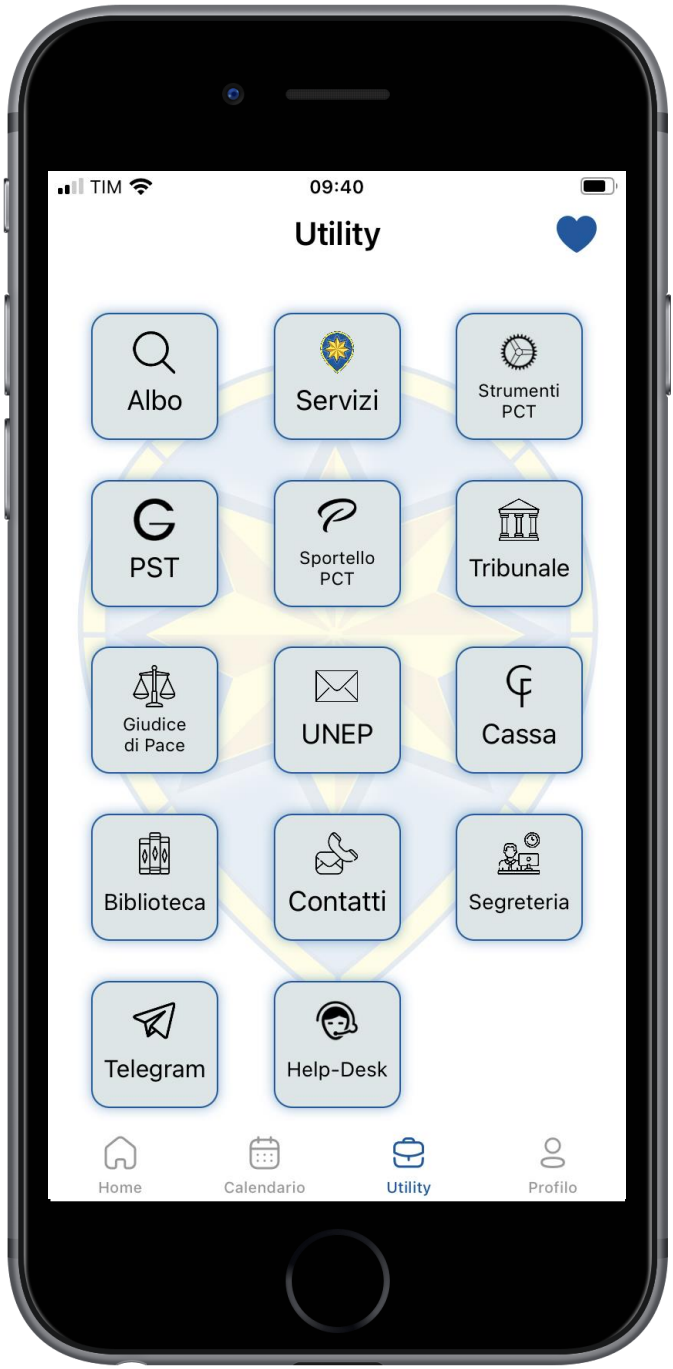 TIM 09:40
Utility
Albo
Servizi
Strumenti
PCT
PST
Sportello
PCT
Tribunale
Giudice
di Pace
UNEP
Cassa
Biblioteca
Contatti
Segreteria
Telegram
Help-Desk
Home
Calendario
Utility
Profilo